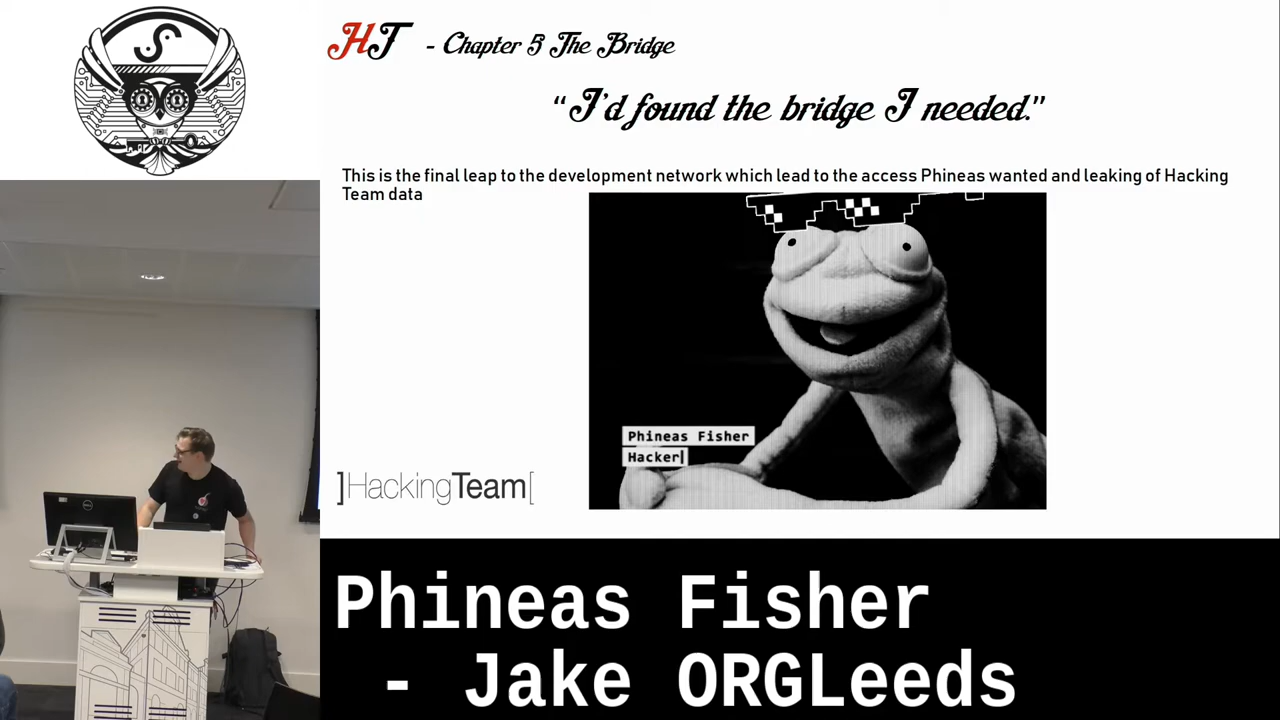 HT - Chapter 5 The Bridge
“I'd found the bridge I needed.”
This is the final leap to the development network which lead to the access Phineas wanted and leaking of Hacking
Team data
Phineas Fisher
Hacker
]HackingTeam[
DELL
Phineas Fisher
- Jake ORGLeeds